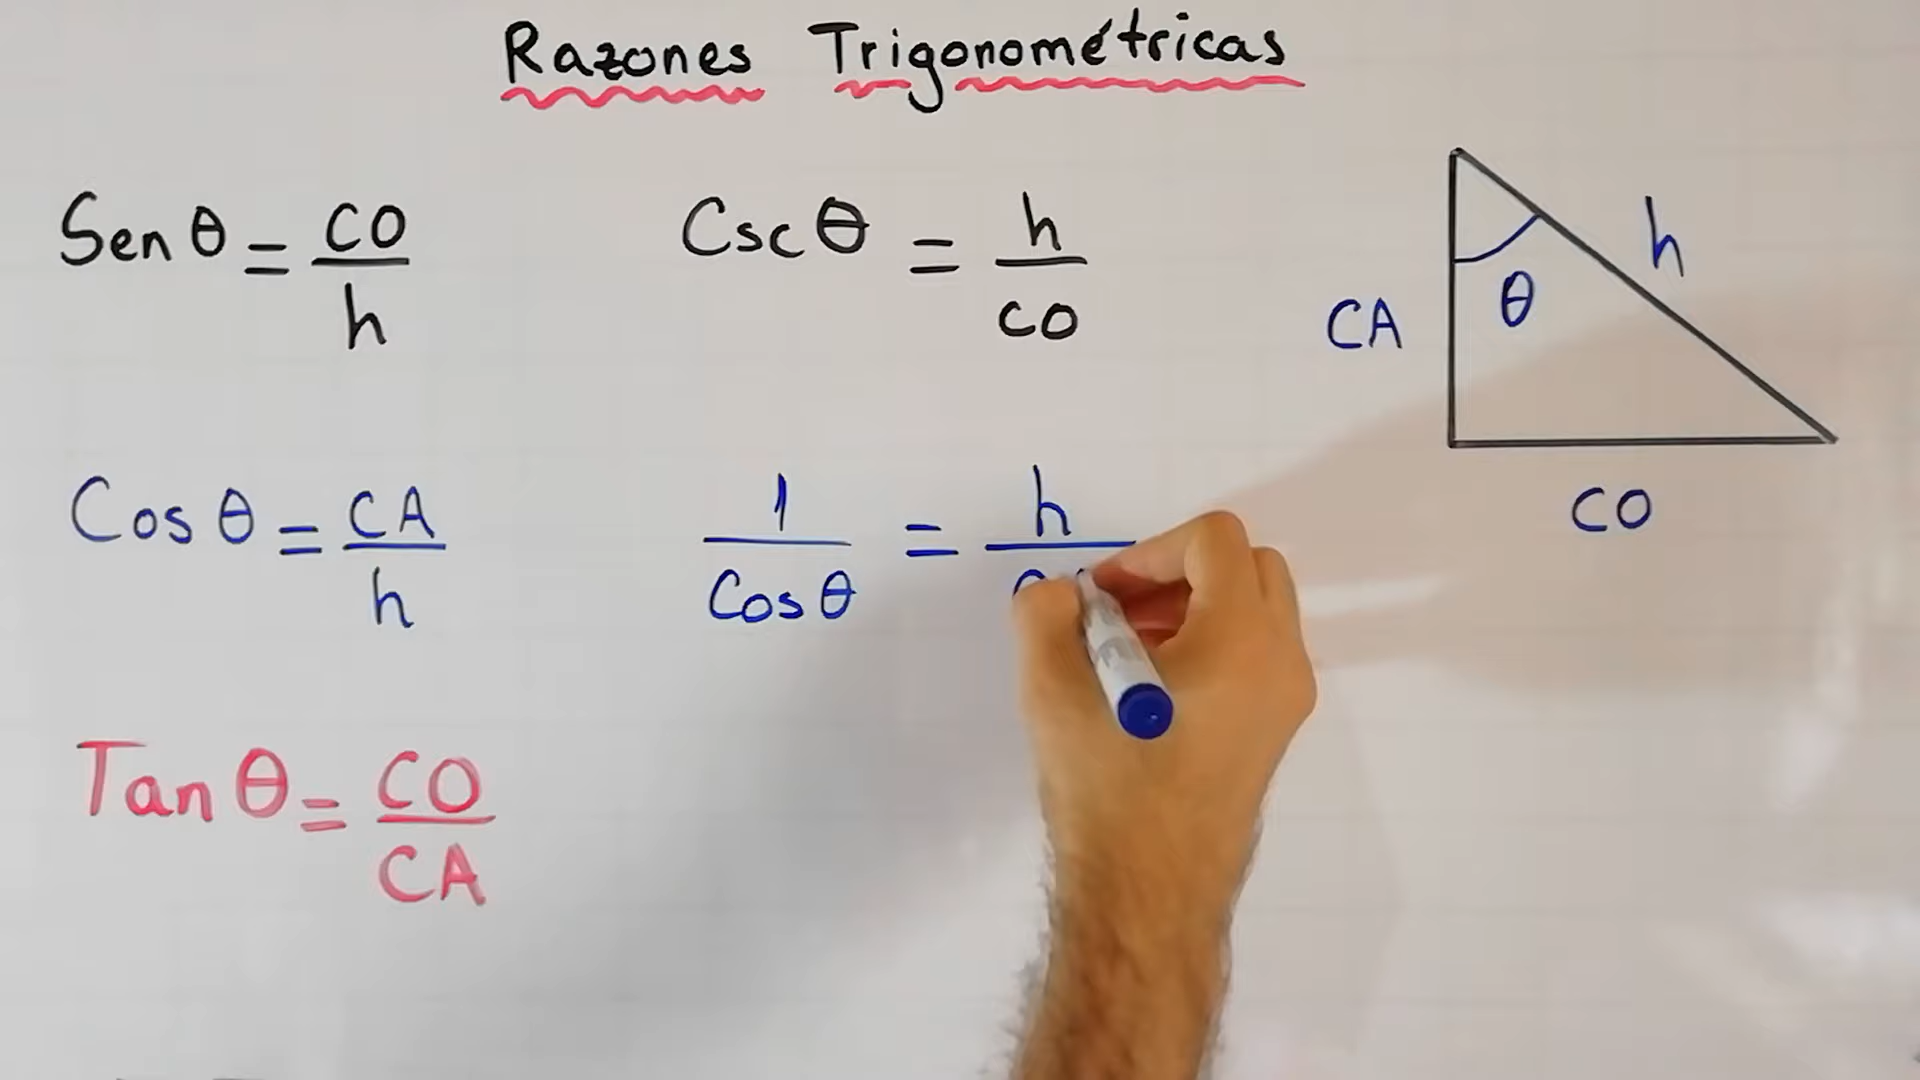 Razones Trigonométricas
Sen θ = CO / h
Csc θ = h / CO
Cos θ = CA / h
1 / Cos θ = h /
Tan θ = CO / CA
CA
θ
h
CO